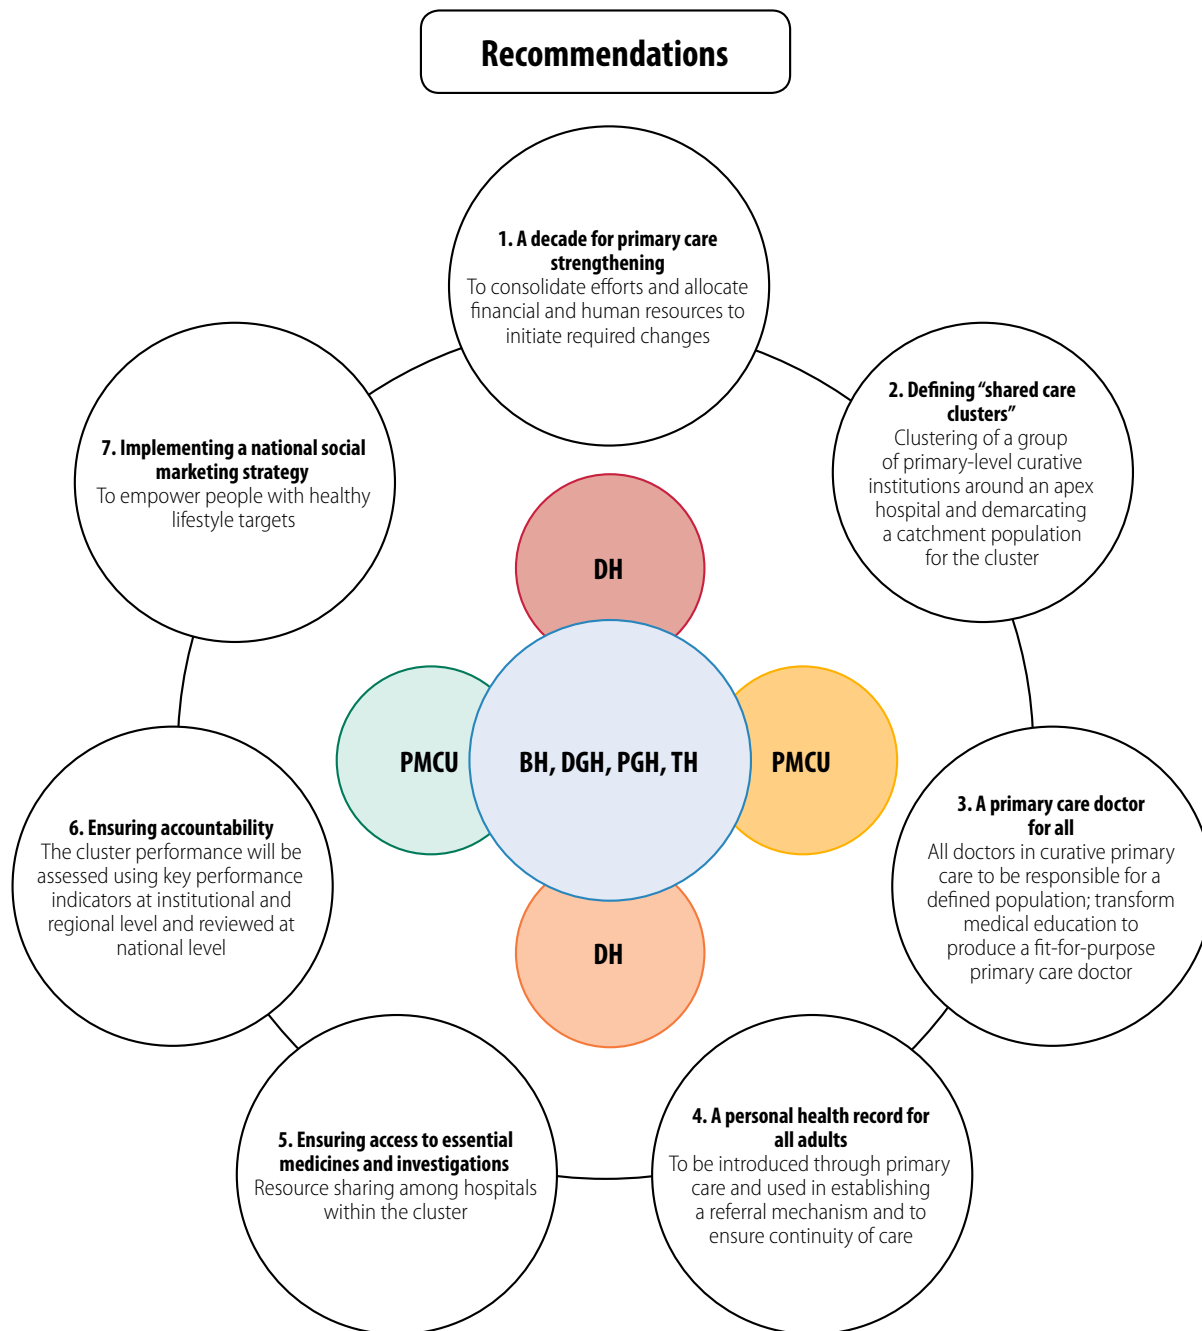 Recommendations
1. A decade for primary care
strengthening
To consolidate efforts and allocate
financial and human resources to
initiate required changes
2. Defining “shared care
clusters”
Clustering of a group
of primary-level curative
institutions around an apex
hospital and demarcating
a catchment population
for the cluster
3. A primary care doctor
for all
All doctors in curative primary
care to be responsible for a
defined population; transform
medical education to
produce a fit-for-purpose
primary care doctor
4. A personal health record for
all adults
To be introduced through primary
care and used in establishing
a referral mechanism and to
ensure continuity of care
5. Ensuring access to essential
medicines and investigations
Resource sharing among hospitals
within the cluster
6. Ensuring accountability
The cluster performance will be
assessed using key performance
indicators at institutional and
regional level and reviewed at
national level
7. Implementing a national social
marketing strategy
To empower people with healthy
lifestyle targets
DH
PMCU
BH, DGH, PGH, TH
PMCU
DH